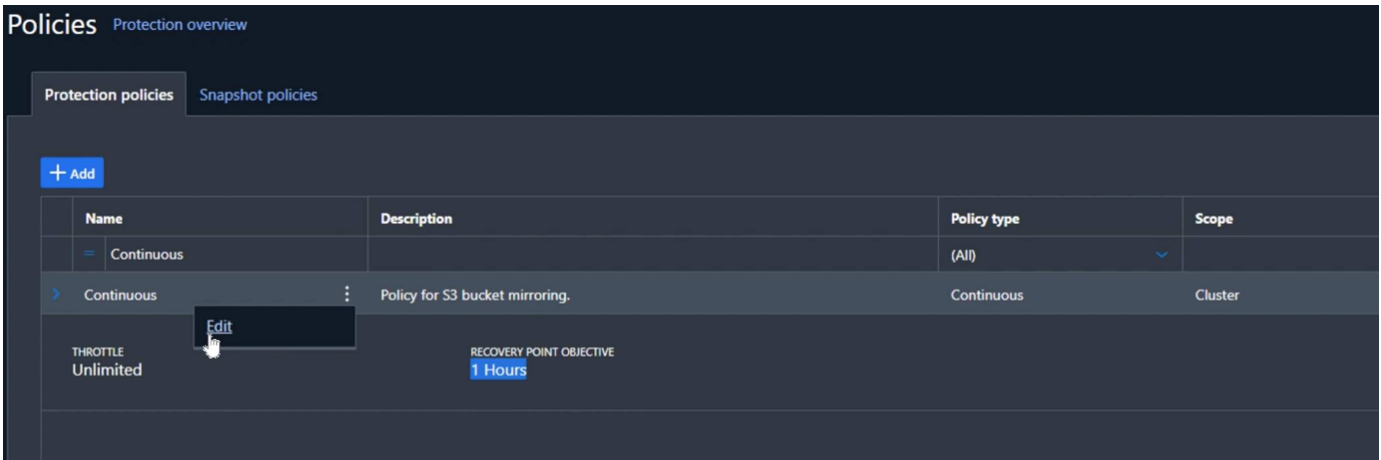 Policies Protection overview
Protection policies Snapshot policies
+ Add
Name Description Policy type Scope
= Continuous (All)
Continuous Policy for S3 bucket mirroring. Continuous Cluster
Edit
THROTTLE RECOVERY POINT OBJECTIVE
Unlimited 1 Hours